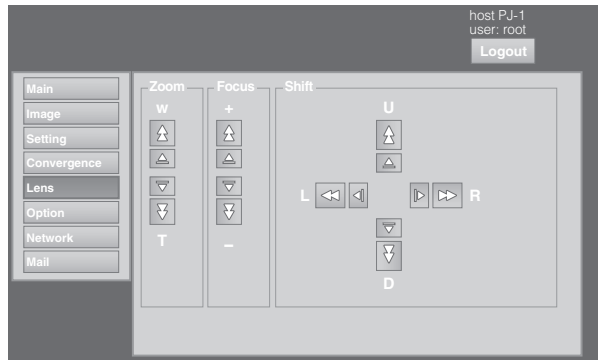 host PJ-1
user: root
Logout
Main
Image
Setting
Convergence
Lens
Option
Network
Mail
Zoom
W
T
Focus
+
–
Shift
U
L
R
D